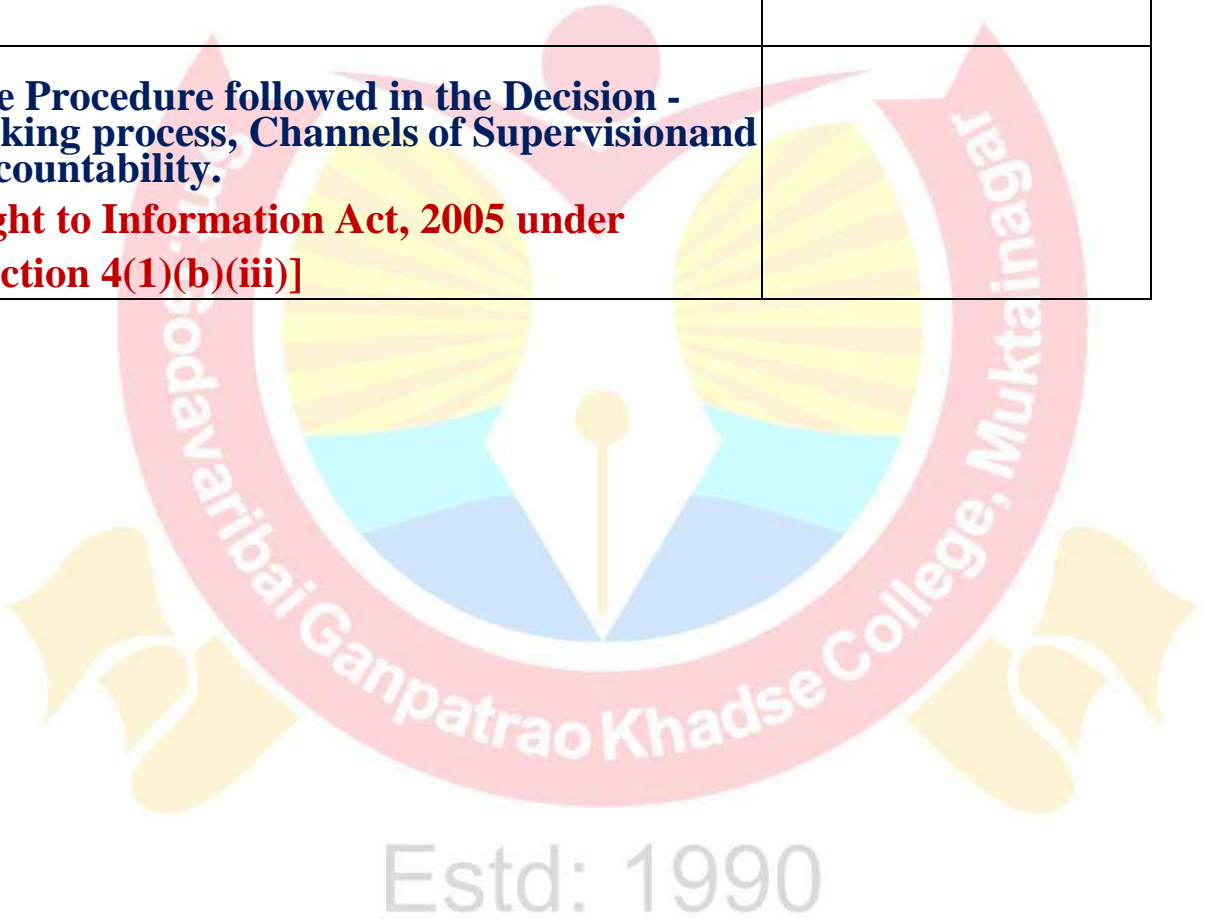 e Procedure followed in the Decision -
king process, Channels of Supervisionand
countability.
ght to Information Act, 2005 under
ction 4(1)(b)(iii)]
Godavaribai Ganpatrao Khadse College, Muktainagar
Estd: 1990